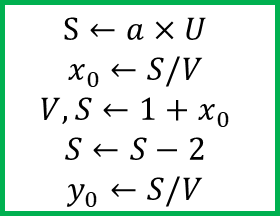 S ← a × U
x₀ ← S/V
V, S ← 1 + x₀
S ← S − 2
y₀ ← S/V